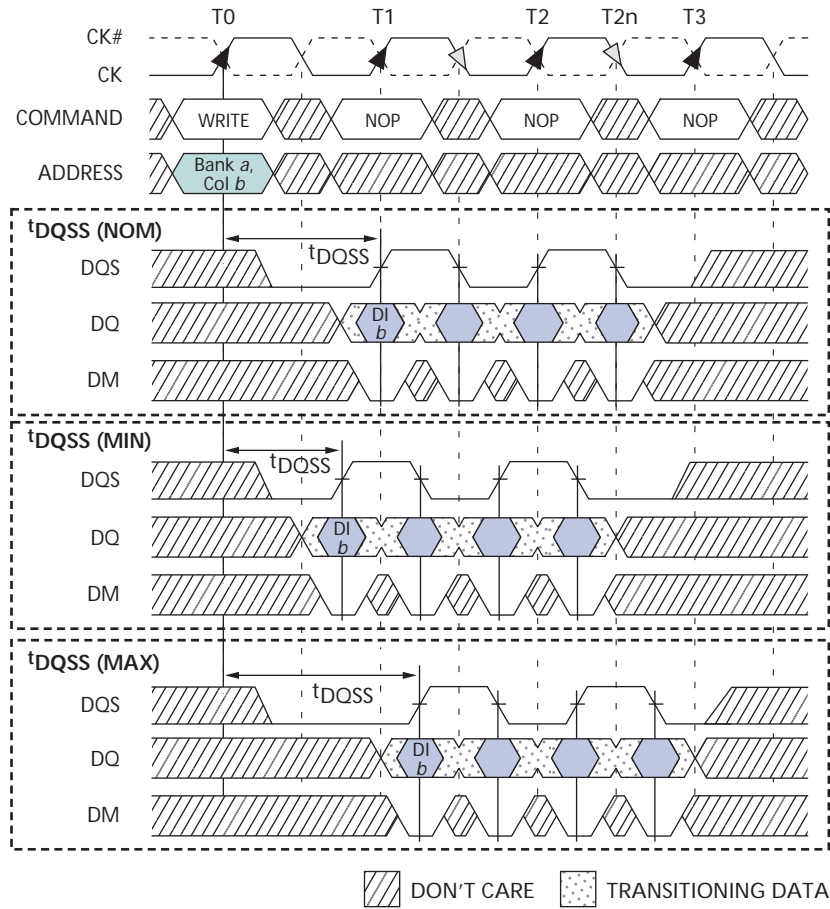 T0 T1 T2 T2n T3
CK#
CK
COMMAND WRITE NOP NOP NOP
ADDRESS Bank a, Col b
tDQSS (NOM)
tDQSS
DQS
DQ DI b
DM
tDQSS (MIN)
tDQSS
DQS
DQ DI b
DM
tDQSS (MAX)
tDQSS
DQS
DQ DI b
DM
DON'T CARE TRANSITIONING DATA